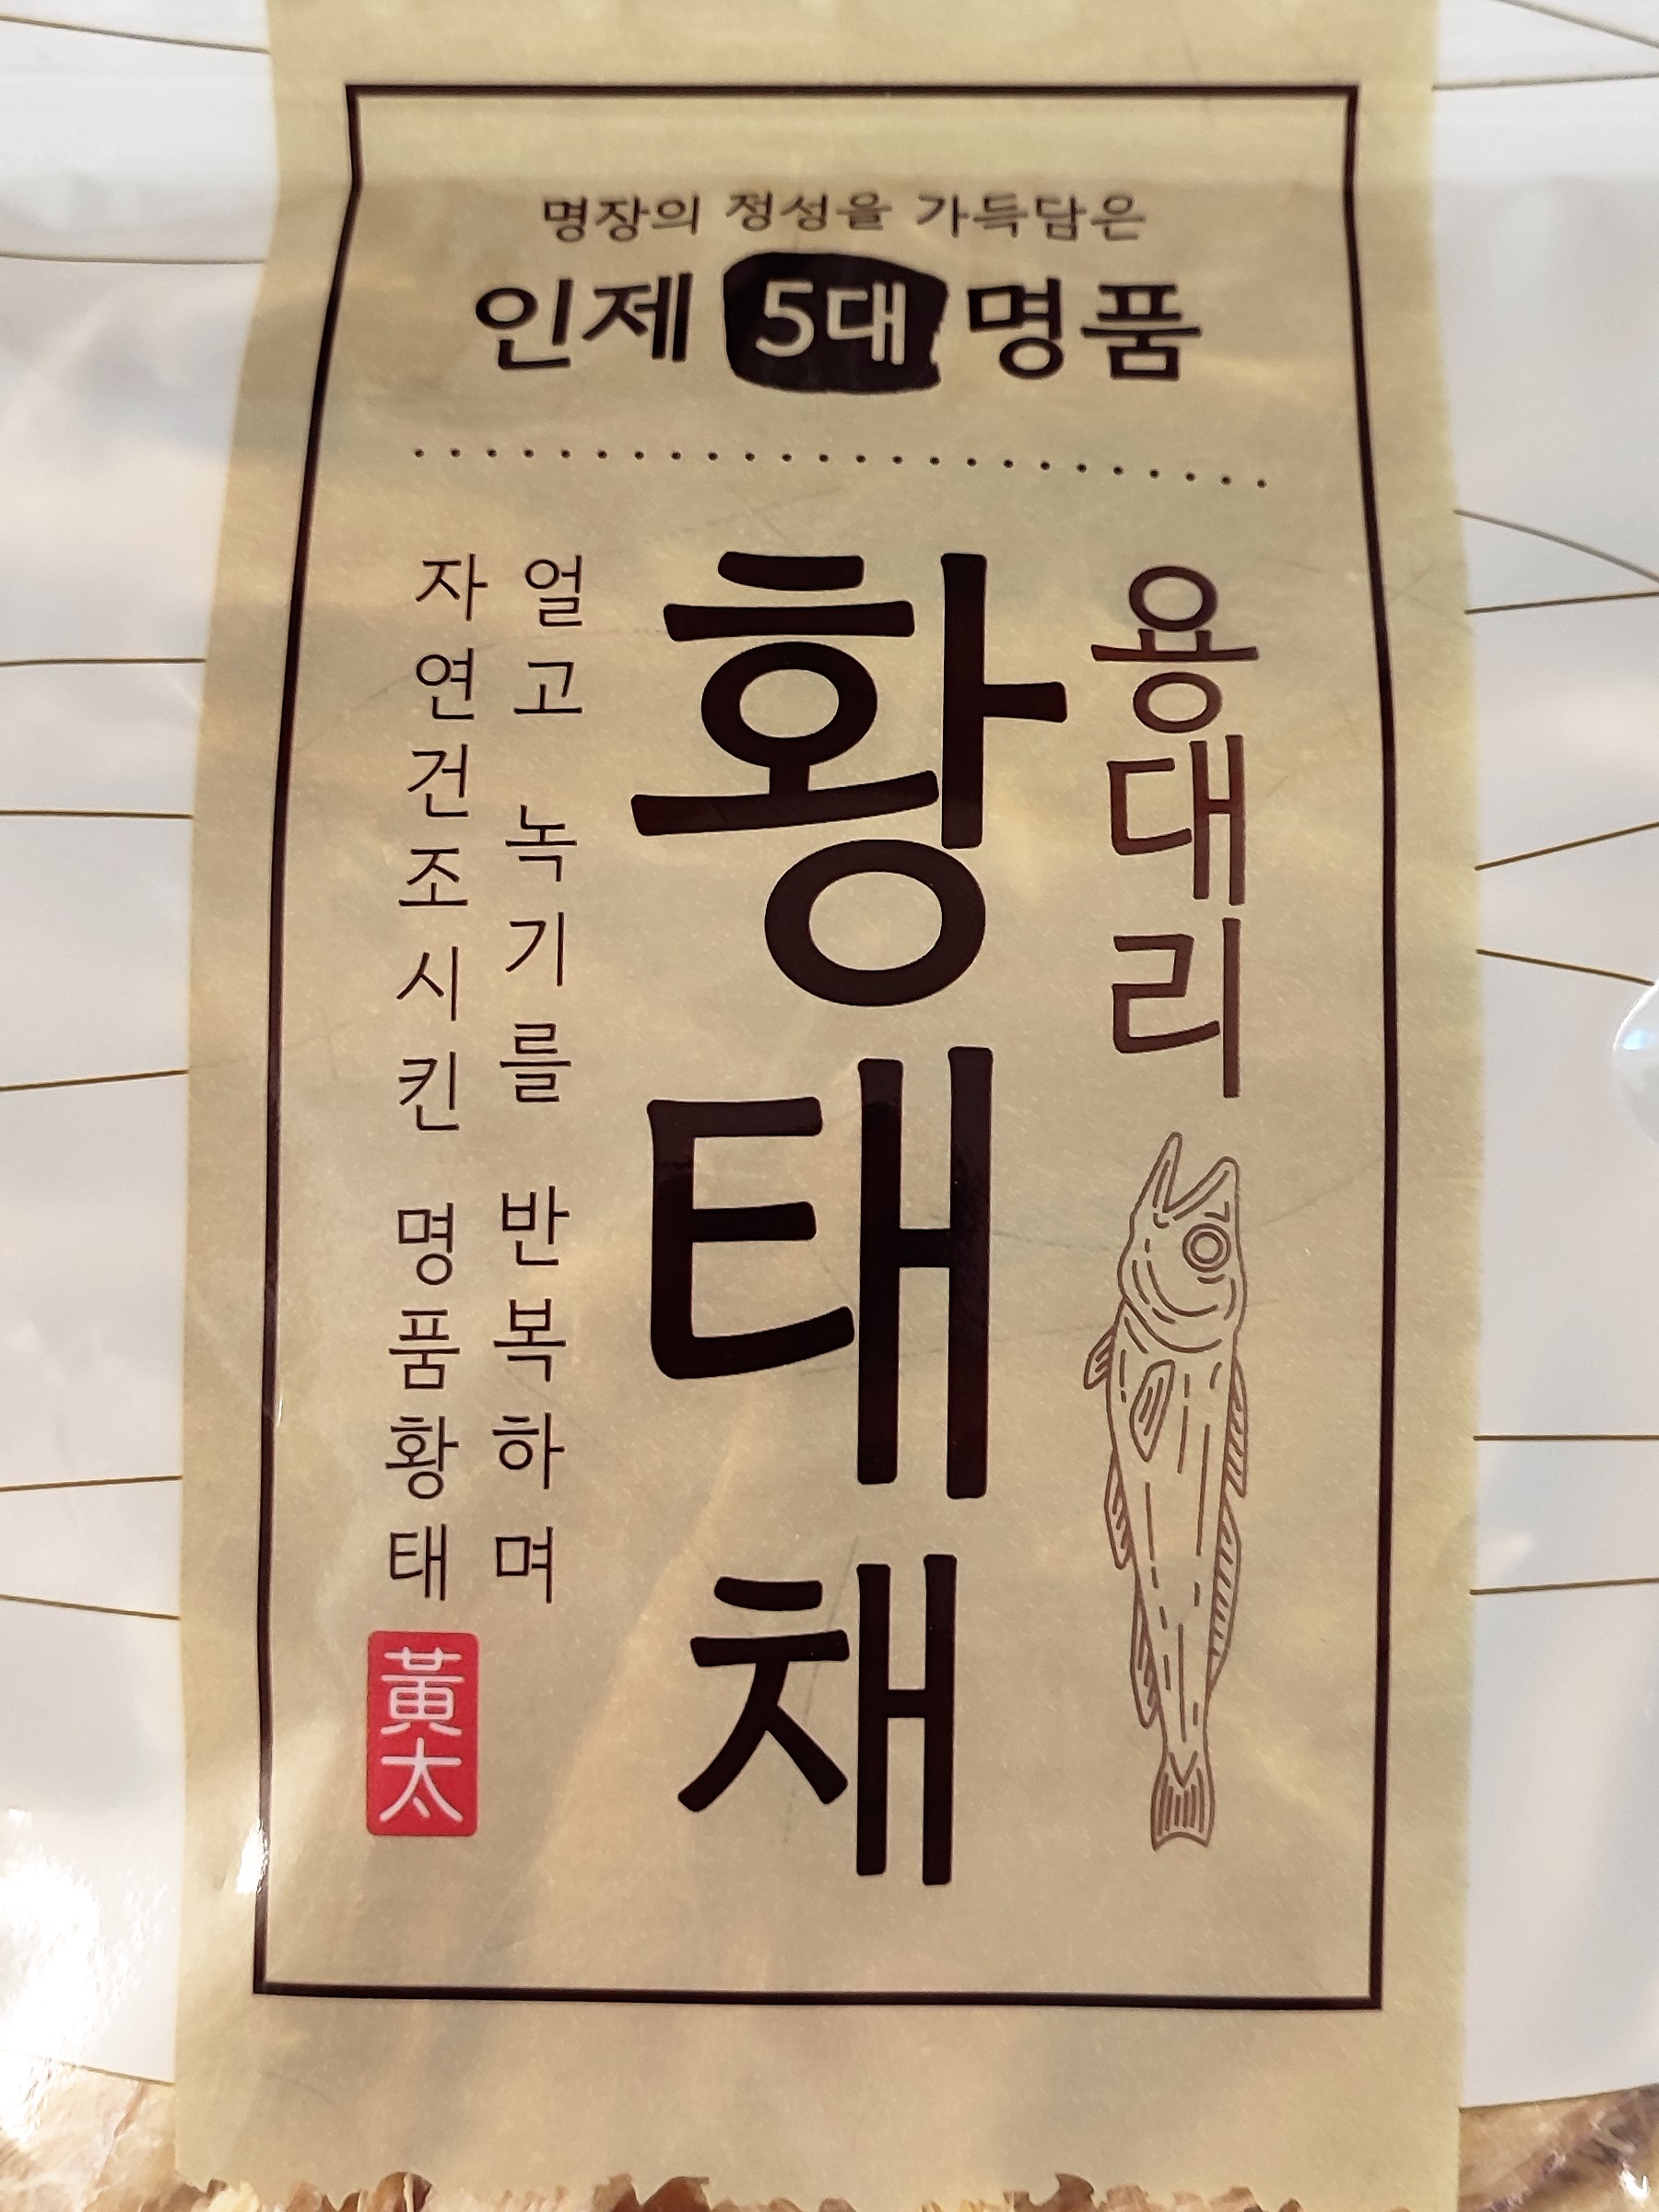 명장의 정성을 가득담은
인제 5대 명품
용대리
황태채
얼고 녹기를 반복하며
자연건조시킨 명품황태
黃太